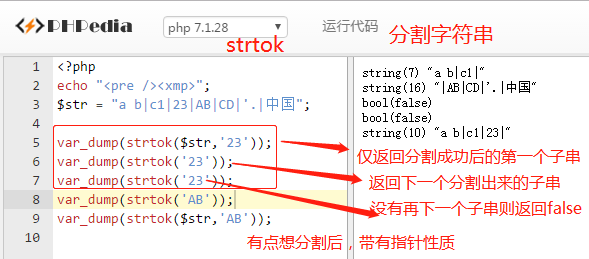 PHPedia
php 7.1.28
运行代码
strtok
分割字符串
1 <?php
2 echo "<pre /><xmp>";
3 $str = "a b|c1|23|AB|CD|'.|中国";
4
5 var_dump(strtok($str,'23'));
6 var_dump(strtok('23'));
7 var_dump(strtok('23'));
8 var_dump(strtok('AB'));
9 var_dump(strtok($str,'AB'));
10
string(7) "a b|c1|"
string(16) "|AB|CD|'.|中国"
bool(false)
bool(false)
string(10) "a b|c1|23|"
仅返回分割成功后的第一个子串
返回下一个分割出来的子串
没有再下一个子串则返回false
有点想分割后，带有指针性质